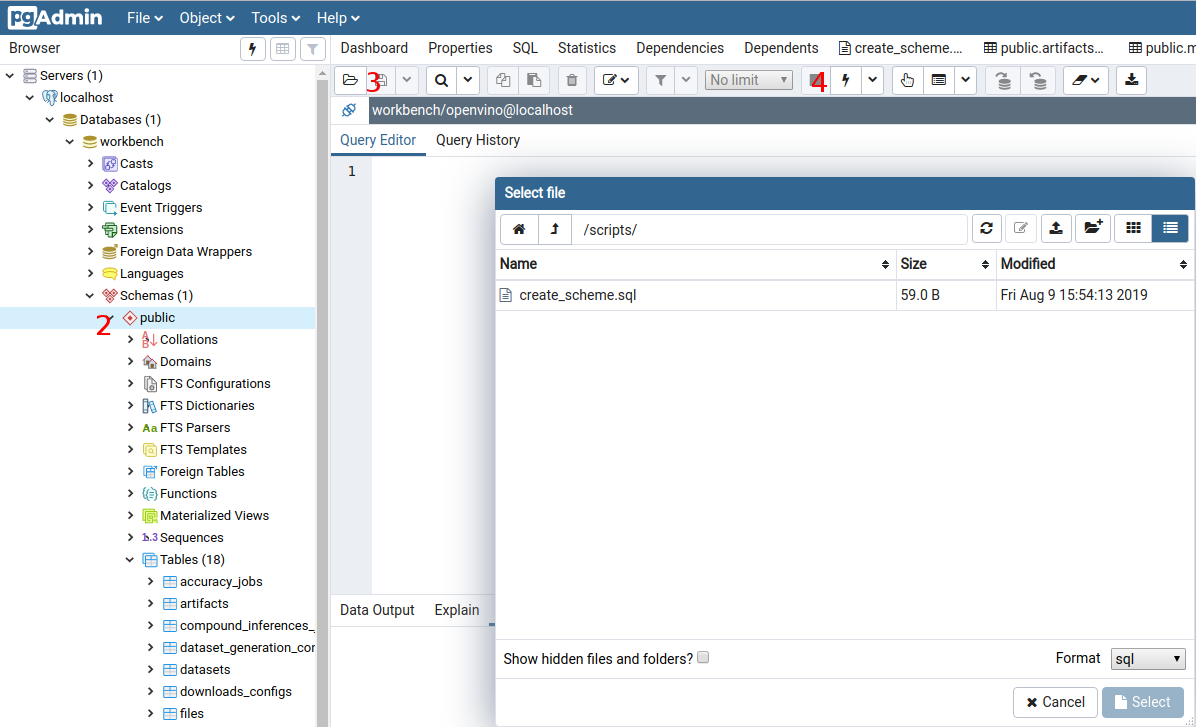 pgAdmin File Object Tools Help
Browser
Dashboard Properties SQL Statistics Dependencies Dependents create_scheme.... public.artifacts... public.m
3 No limit 4
workbench/openvino@localhost
Query Editor Query History
1
Servers (1)
localhost
Databases (1)
workbench
Casts
Catalogs
Event Triggers
Extensions
Foreign Data Wrappers
Languages
Schemas (1)
2 public
Collations
Domains
FTS Configurations
FTS Dictionaries
Aa FTS Parsers
FTS Templates
Foreign Tables
Functions
Materialized Views
1..3 Sequences
Tables (18)
accuracy_jobs
artifacts
compound_inferences_
dataset_generation_cor
datasets
downloads_configs
files
Select file
/scripts/
Name Size Modified
create_scheme.sql 59.0 B Fri Aug 9 15:54:13 2019
Data Output Explain
Show hidden files and folders? Format sql
Cancel Select